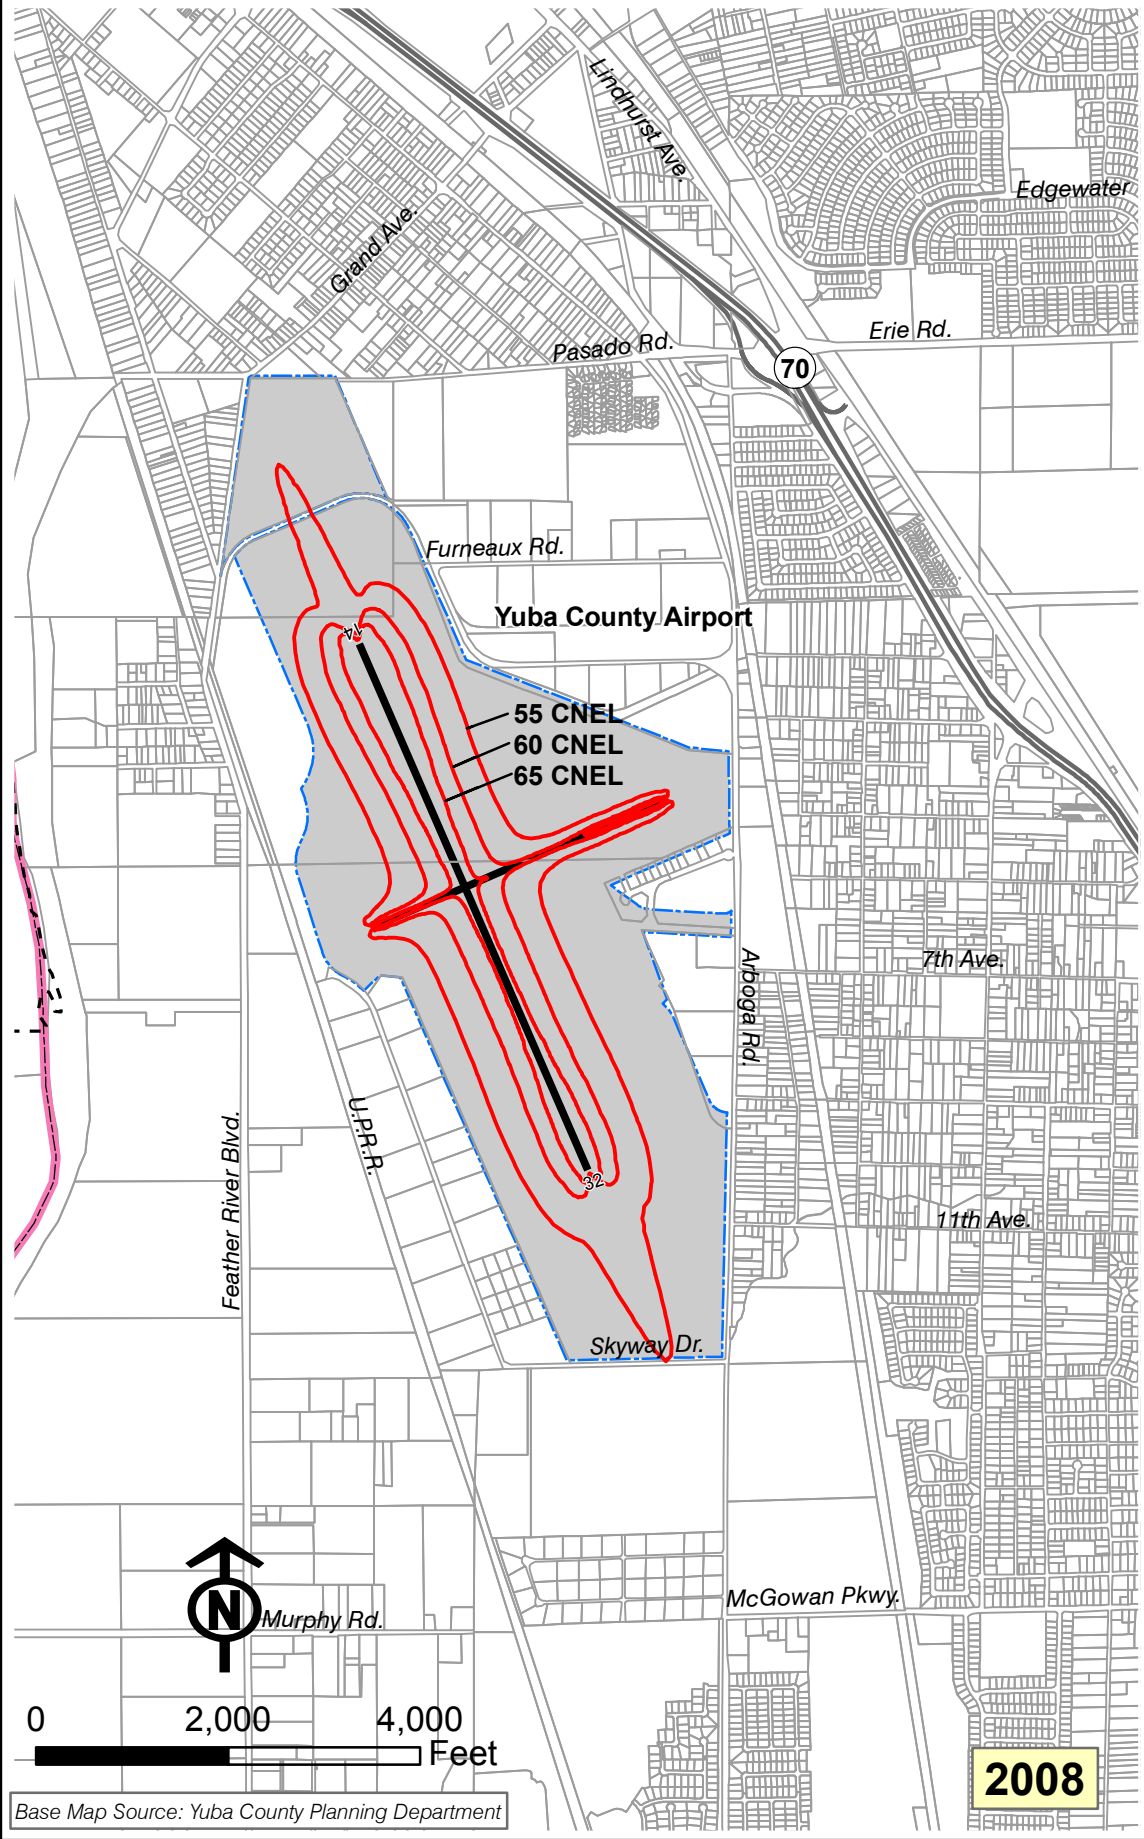 Lindhurst Ave.
Edgewater
Grand Ave.
Erie Rd.
Pasado Rd.
70
Furneaux Rd.
Yuba County Airport
14
55 CNEL
60 CNEL
65 CNEL
7th Ave.
Arboga Rd.
U.P.R.R.
Feather River Blvd.
32
11th Ave.
Skyway Dr.
McGowan Pkwy.
N
Murphy Rd.
0 2,000 4,000
Feet
2008
Base Map Source: Yuba County Planning Department